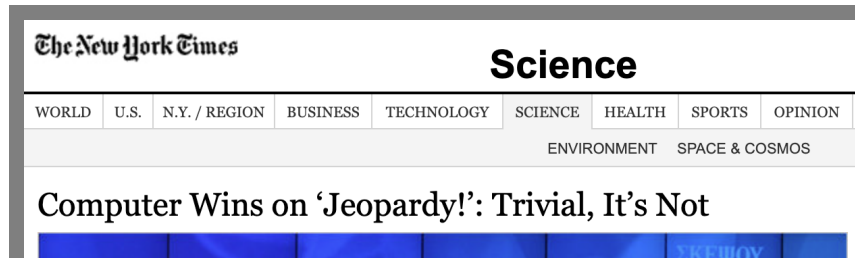 The New York Times
Science
WORLD U.S. N.Y. / REGION BUSINESS TECHNOLOGY SCIENCE HEALTH SPORTS OPINION
ENVIRONMENT SPACE & COSMOS
Computer Wins on ‘Jeopardy!’: Trivial, It’s Not
ΣΚΕΨΟΥ